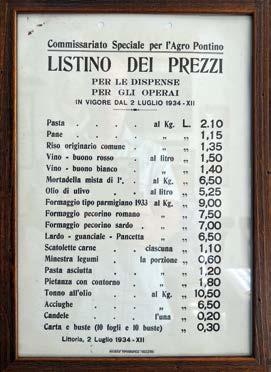 Commissariato Speciale per l'Agro Pontino
LISTINO DEI PREZZI
PER LE DISPENSE
PER GLI OPERAI
IN VIGORE DAL 2 LUGLIO 1934-XII
Pasta . . . . al Kg. L. 2.10
Pane . . . . „ „ 1,15
Riso originario comune . „ „ 1,35
Vino - buono rosso . al litro „ 1,50
Vino - buono bianco . „ „ 1,40
Mortadella mista di Iª. . al Kg. „ 6,50
Olio di ulivo . . al litro „ 5,25
Formaggio tipo parmigiano 1933 al Kg. „ 9,00
Formaggio pecorino romano „ „ 7,50
Formaggio pecorino sardo . „ „ 7,00
Lardo - guanciale - Pancetta . „ „ 6,50
Scatolette carne . ciascuna „ 1,10
Minestra legumi . la porzione „ 0,60
Pasta asciutta . . „ „ 1,20
Pietanza con contorno . „ „ 1,80
Tonno all'olio . . al Kg. „ 10,50
Acciughe . . . „ „ 6,50
Candele . . . l'una „ 0,20
Carta e buste (10 fogli e 10 buste) „ „ 0,30
Littoria, 2 Luglio 1934-XII